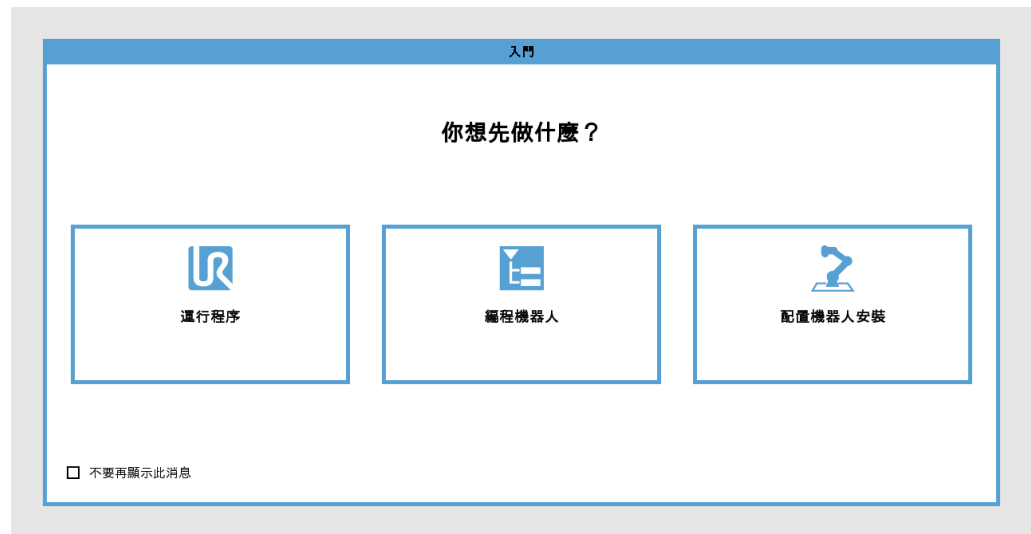 入門
你想先做什麼？
UR
運行程序
編程機器人
配置機器人安裝
不要再顯示此消息